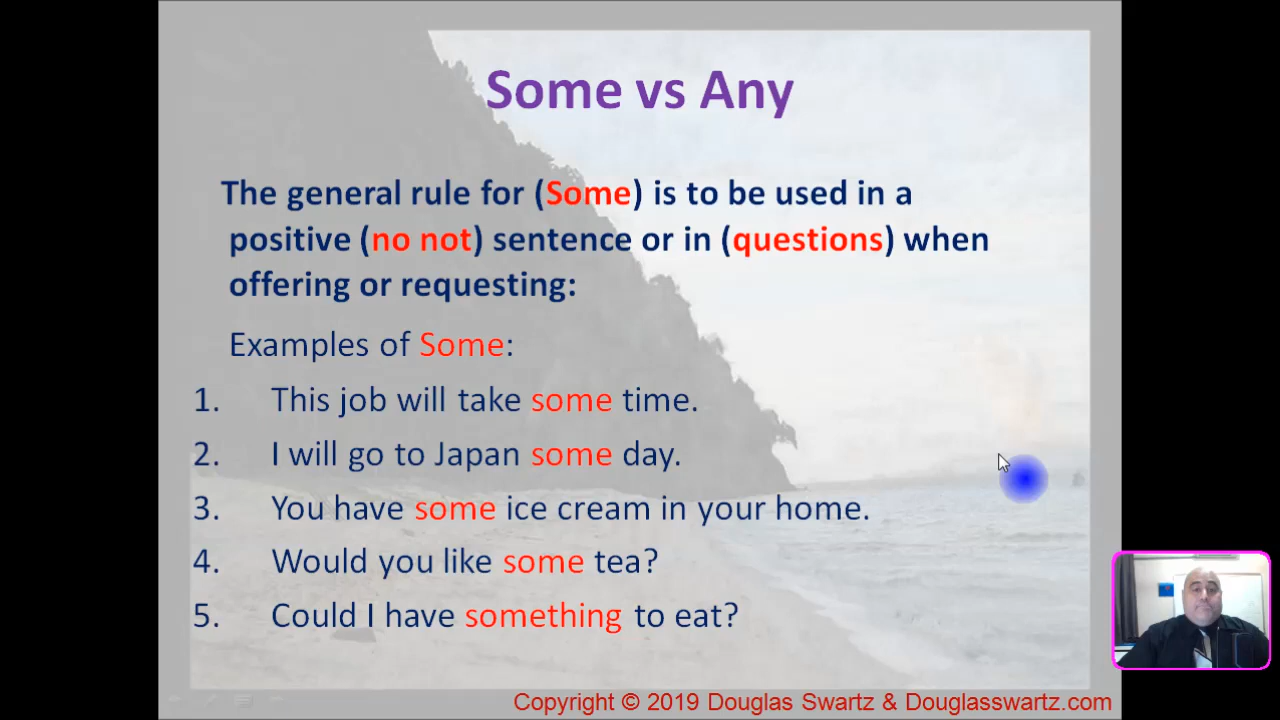 Some vs Any
The general rule for (Some) is to be used in a
positive (no not) sentence or in (questions) when
offering or requesting:
Examples of Some:
1. This job will take some time.
2. I will go to Japan some day.
3. You have some ice cream in your home.
4. Would you like some tea?
5. Could I have something to eat?
Copyright © 2019 Douglas Swartz & Douglasswartz.com